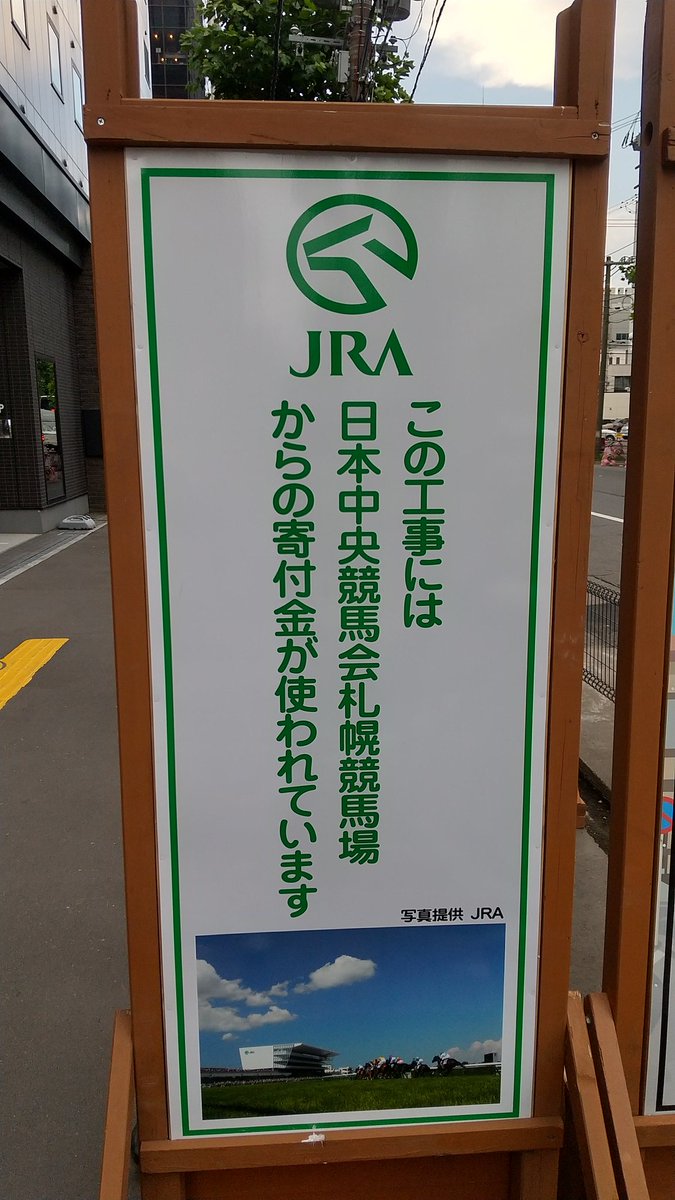 JRA
この工事には
日本中央競馬会札幌競馬場
からの寄付金が使われています
写真提供 JRA